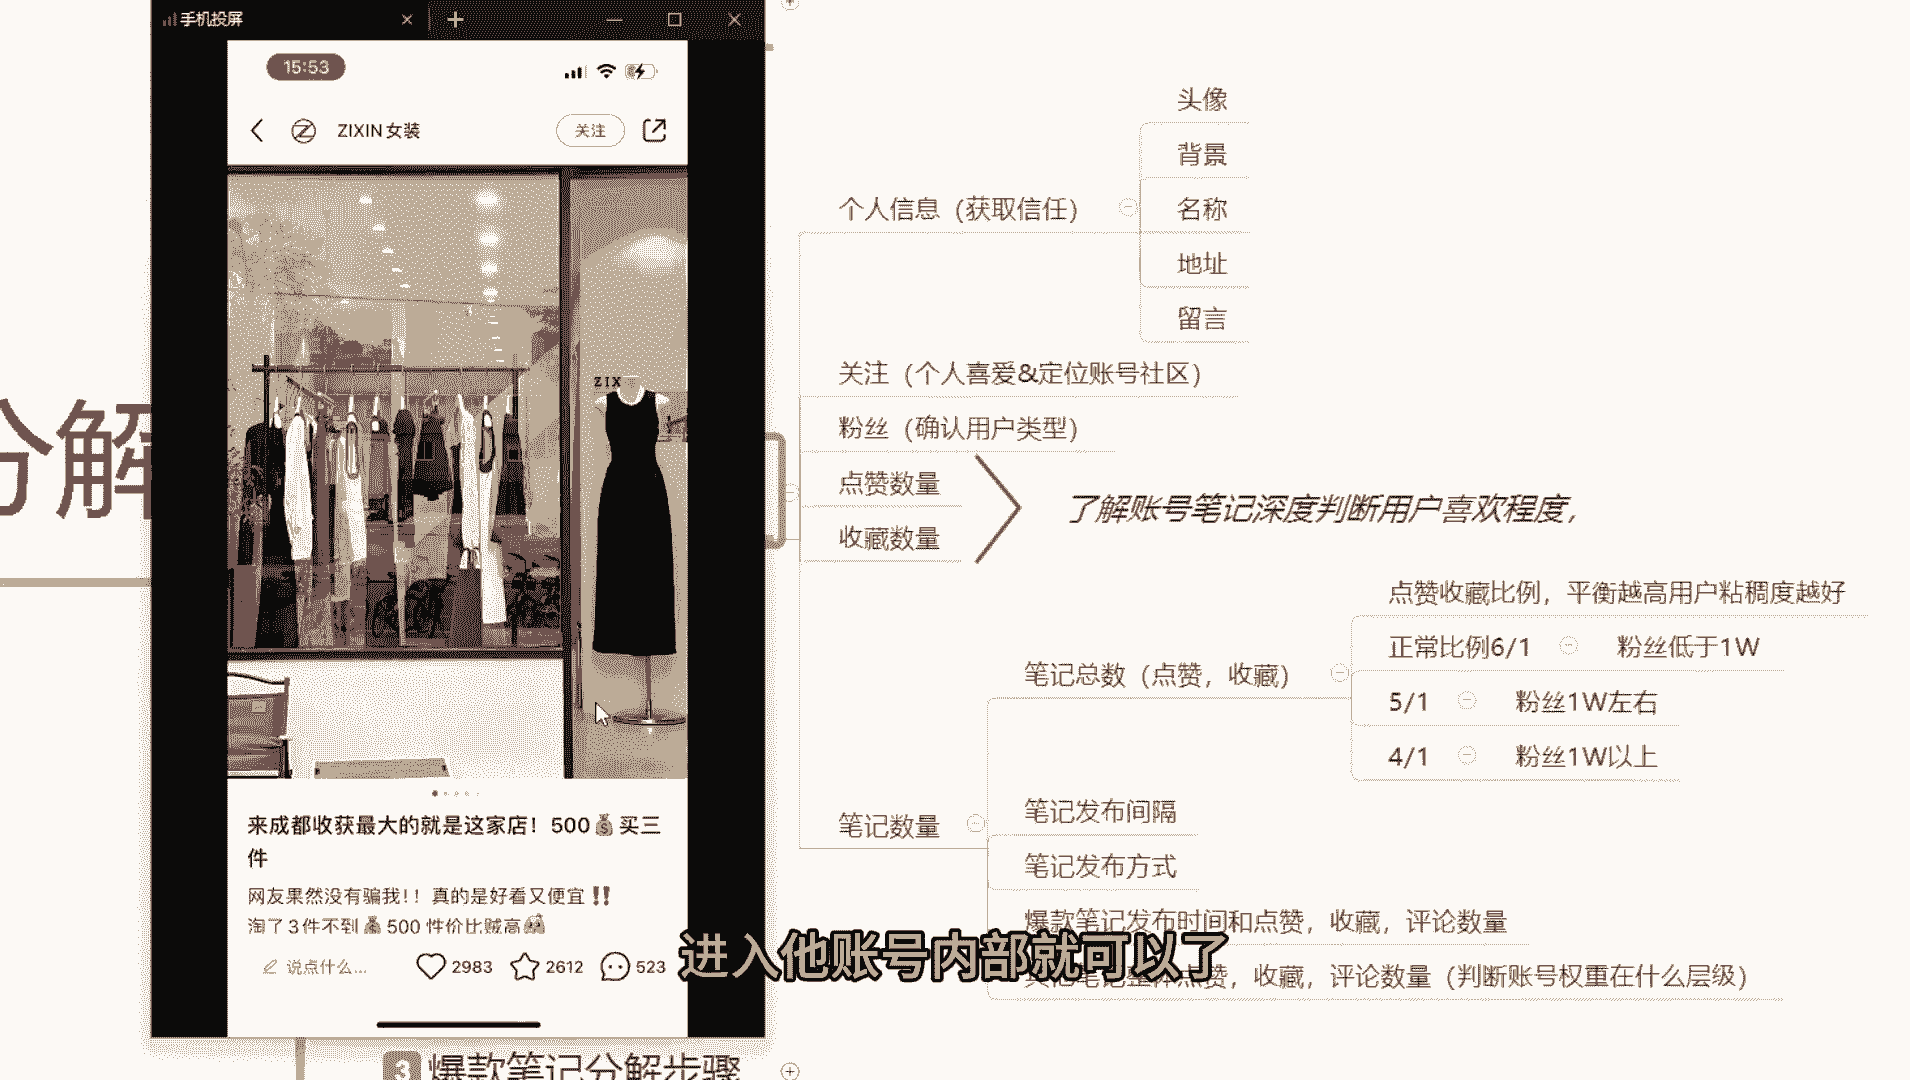 手机投屏
15:53
ZIXIN女装
关注
ZIX
来成都收获最大的就是这家店！500💰买三
件
网友果然没有骗我！！真的是好看又便宜‼️
淘了3件不到💰500 性价比贼高
说点什么...
2983
2612
523
分解
头像
背景
个人信息（获取信任）
名称
地址
留言
关注（个人喜爱&定位账号社区）
粉丝（确认用户类型）
点赞数量
收藏数量
了解账号笔记深度判断用户喜欢程度，
点赞收藏比例，平衡越高用户粘稠度越好
正常比例6/1
粉丝低于1W
笔记总数（点赞，收藏）
5/1
粉丝1W左右
4/1
粉丝1W以上
笔记数量
笔记发布间隔
笔记发布方式
爆款笔记发布时间和点赞，收藏，评论数量
点赞，收藏，评论数量（判断账号权重在什么层级）
进入他账号内部就可以了
3 爆款笔记分解步骤